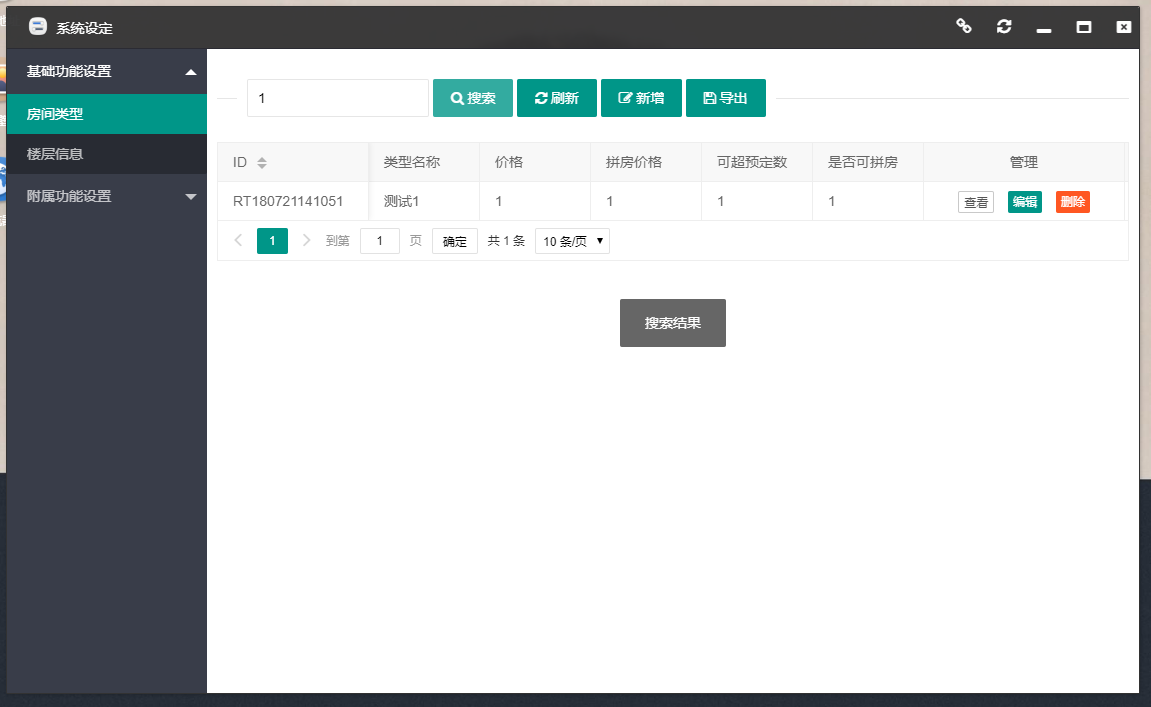 系统设定
基础功能设置
房间类型
楼层信息
附属功能设置
1 搜索 刷新 新增 导出
ID 类型名称 价格 拼房价格 可超预定数 是否可拼房 管理
RT180721141051 测试1 1 1 1 1 查看 编辑 删除
1 到第 1 页 确定 共 1 条 10 条/页
搜索结果